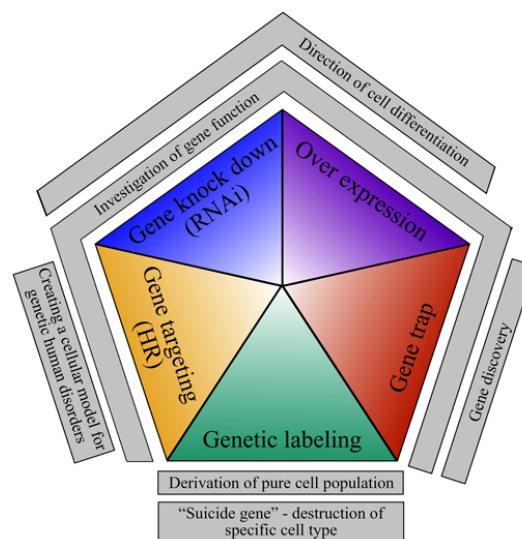 Direction of cell differentiation
Investigation of gene function
Gene knock down
(RNAi)
Over expression
Creating a cellular model for
genetic human disorders
Gene targeting
(HR)
Gene trap
Gene discovery
Genetic labeling
Derivation of pure cell population
“Suicide gene” - destruction of
specific cell type